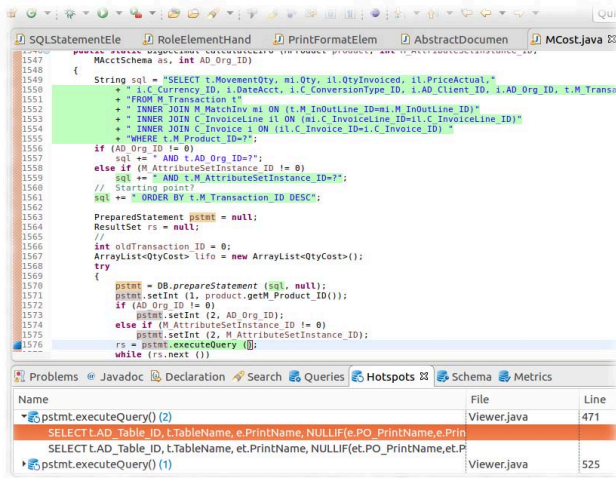 Qui
SQLStatementEle RoleElementHand PrintFormatElem AbstractDocumen MCost.java
1547 MAcctSchema as, int AD_Org_ID)
1548 {
1549 String sql = "SELECT t.MovementQty, mi.Qty, il.QtyInvoiced, il.PriceActual,"
1550 + " i.C_Currency_ID, i.DateAcct, i.C_ConversionType_ID, i.AD_Client_ID, i.AD_Org_ID, t.M_Transa
1551 + "FROM M_Transaction t"
1552 + " INNER JOIN M_MatchInv mi ON (t.M_InOutLine_ID=mi.M_InOutLine_ID)"
1553 + " INNER JOIN C_InvoiceLine il ON (mi.C_InvoiceLine_ID=il.C_InvoiceLine_ID)"
1554 + " INNER JOIN C_Invoice i ON (il.C_Invoice_ID=i.C_Invoice_ID) "
1555 + "WHERE t.M_Product_ID=?";
1556 if (AD_Org_ID != 0)
1557 sql += " AND t.AD_Org_ID=?";
1558 else if (M_AttributeSetInstance_ID != 0)
1559 sql += " AND t.M_AttributeSetInstance_ID=?";
1560 // Starting point?
1561 sql += " ORDER BY t.M_Transaction_ID DESC";
1562
1563 PreparedStatement pstmt = null;
1564 ResultSet rs = null;
1565 //
1566 int oldTransaction_ID = 0;
1567 ArrayList<QtyCost> lifo = new ArrayList<QtyCost>();
1568 try
1569 {
1570 pstmt = DB.prepareStatement (sql, null);
1571 pstmt.setInt (1, product.getM_Product_ID());
1572 if (AD_Org_ID != 0)
1573 pstmt.setInt (2, AD_Org_ID);
1574 else if (M_AttributeSetInstance_ID != 0)
1575 pstmt.setInt (2, M_AttributeSetInstance_ID);
1576 rs = pstmt.executeQuery ();
while (rs.next ())
Problems @ Javadoc Declaration Search Queries Hotspots Schema Metrics
Name File Line
pstmt.executeQuery() (2) Viewer.java 471
SELECT t.AD_Table_ID, t.TableName, e.PrintName, NULLIF(e.PO_PrintName,e.Prin
SELECT t.AD_Table_ID, t.TableName, et.PrintName, NULLIF(et.PO_PrintName,et.P
pstmt.executeQuery() (1) Viewer.java 525